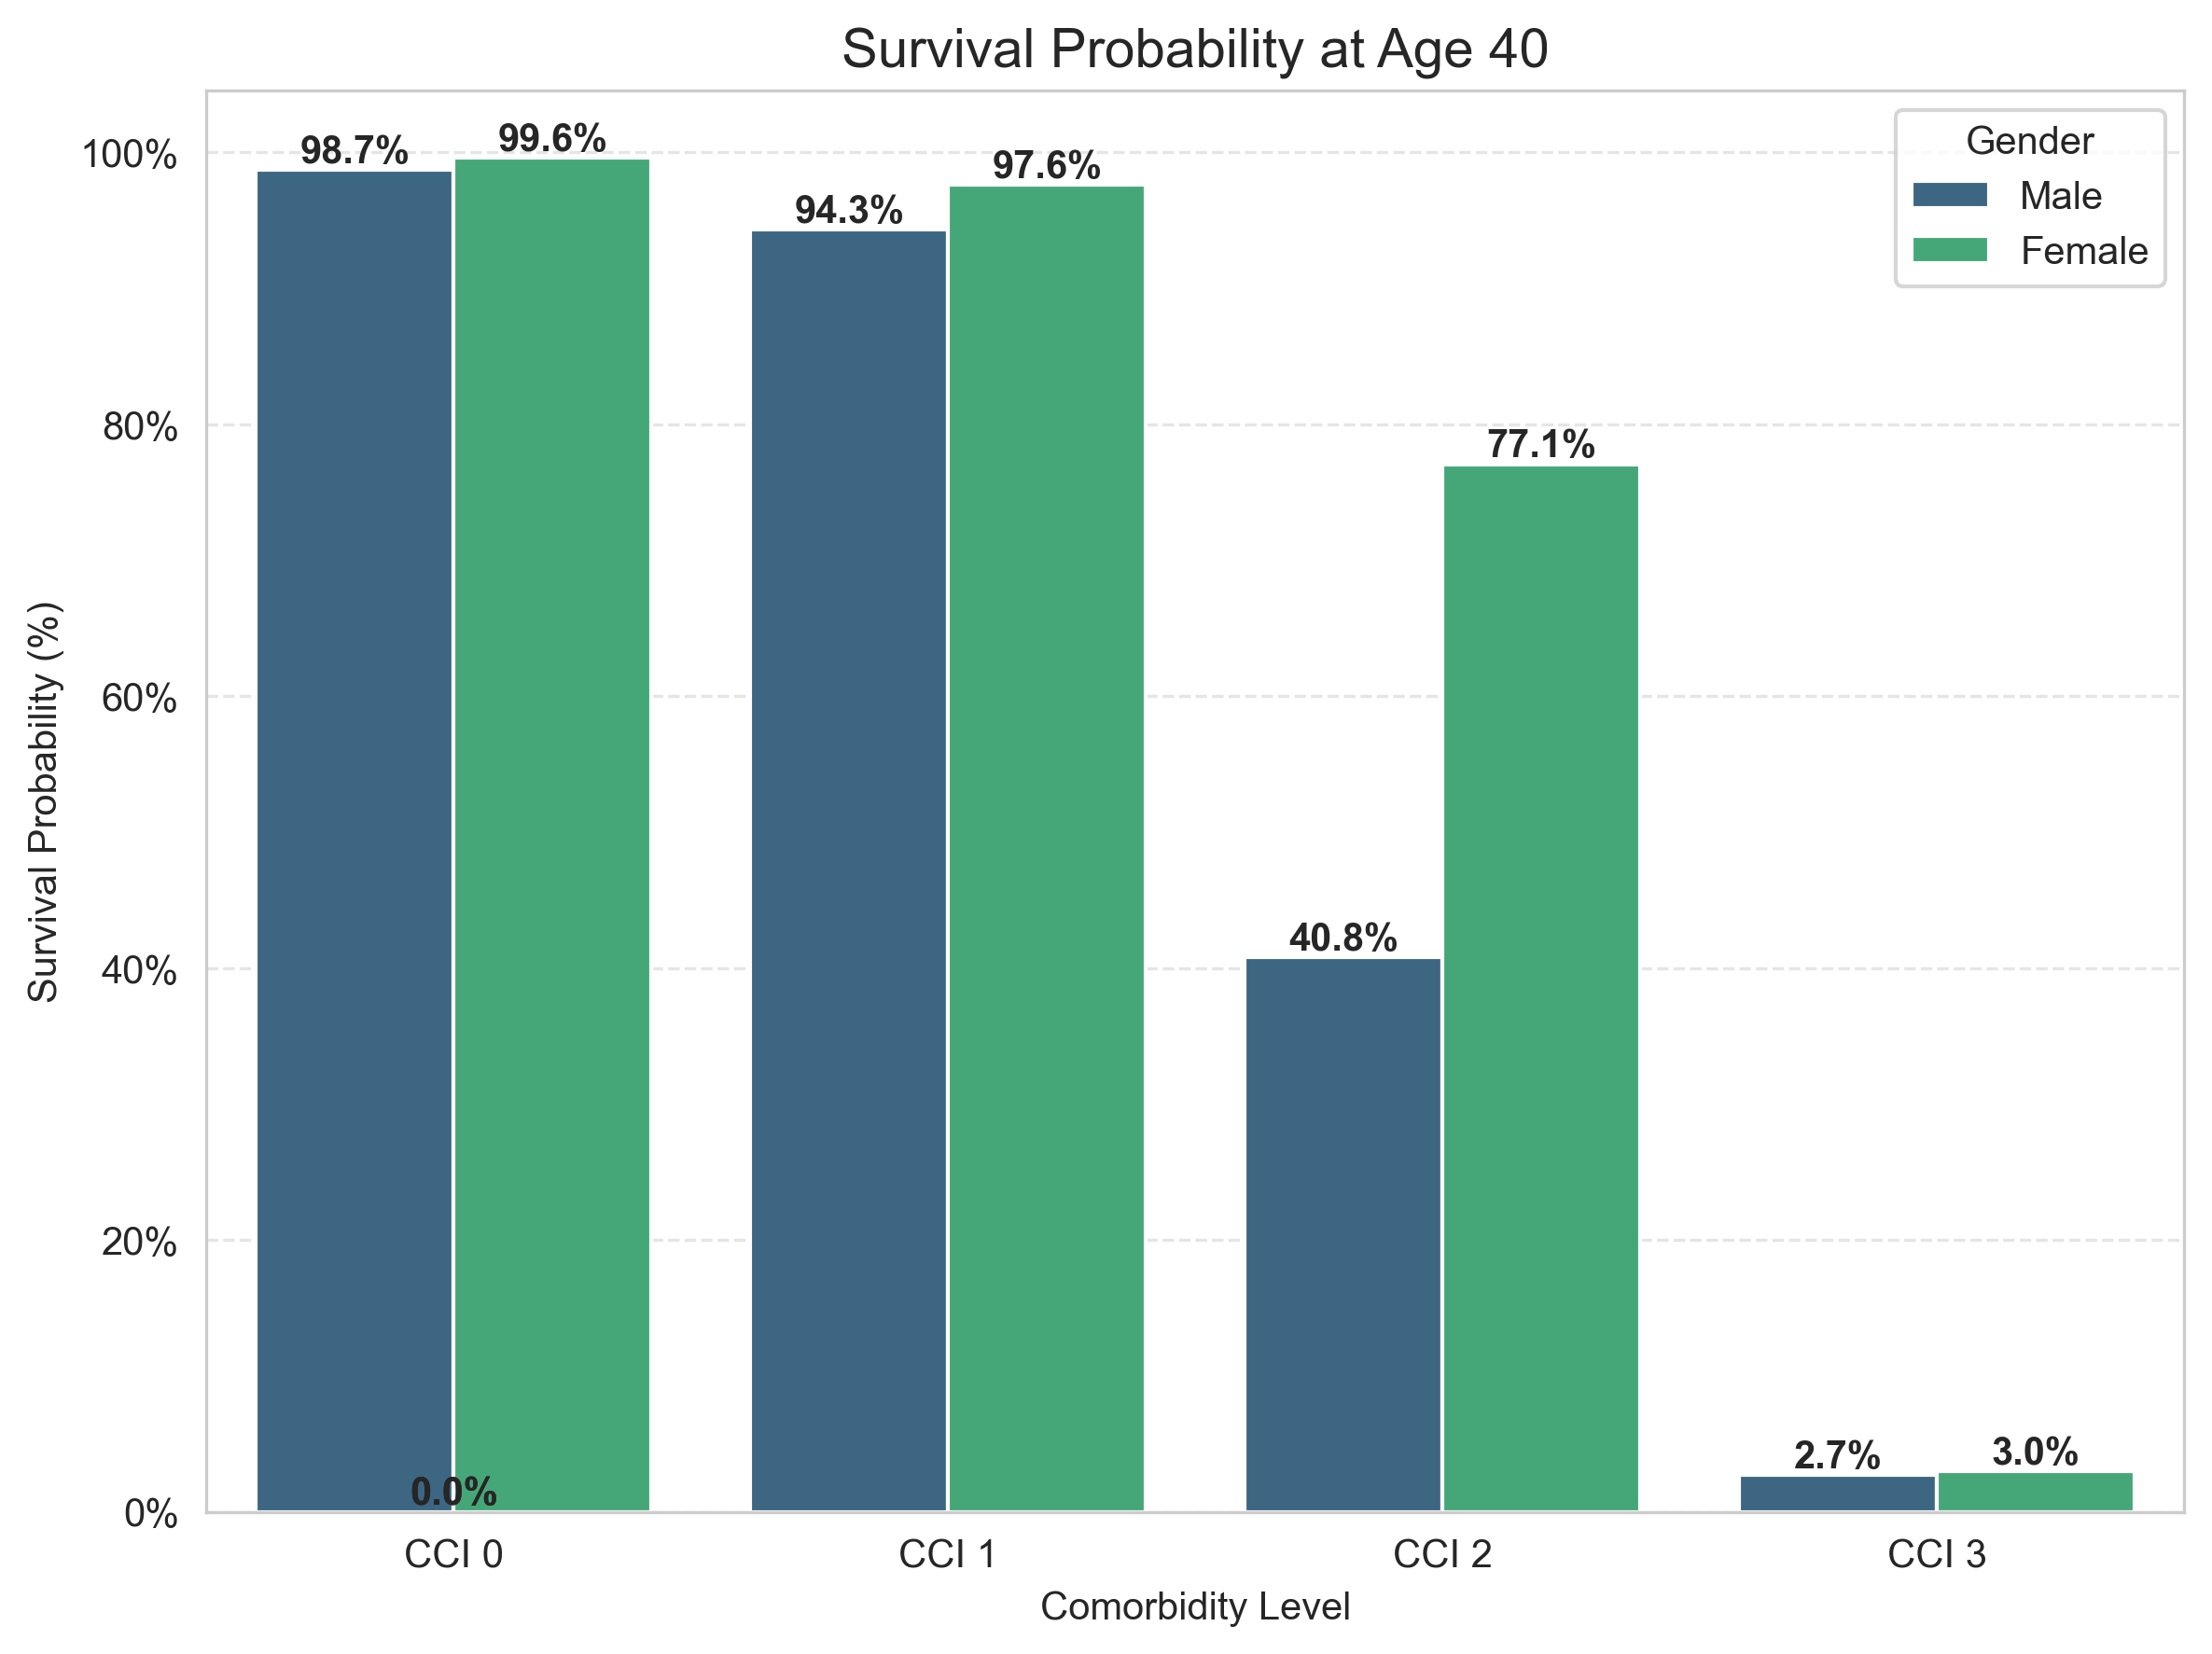 Survival Probability at Age 40
Gender
Male
Female
Survival Probability (%)
100%
80%
60%
40%
20%
0%
98.7%
99.6%
94.3%
97.6%
40.8%
77.1%
2.7%
3.0%
0.0%
CCI 0
CCI 1
CCI 2
CCI 3
Comorbidity Level